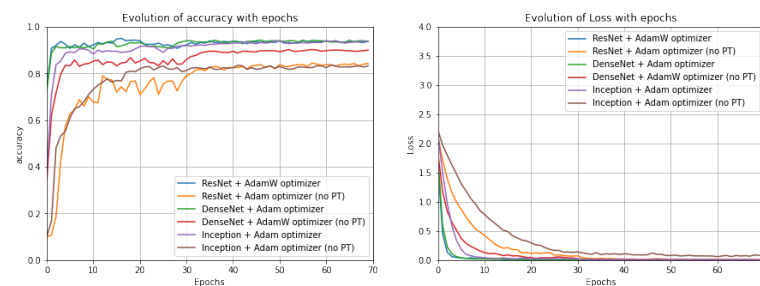 Evolution of accuracy with epochs
1.0
0.8
0.6
0.4
0.2
0.0
accuracy
0
10
20
30
40
50
60
70
Epochs
ResNet + AdamW optimizer
ResNet + Adam optimizer (no PT)
DenseNet + Adam optimizer
DenseNet + AdamW optimizer (no PT)
Inception + Adam optimizer
Inception + Adam optimizer (no PT)
Evolution of Loss with epochs
4.0
3.5
3.0
2.5
2.0
1.5
1.0
0.5
0.0
Loss
0
10
20
30
40
50
60
Epochs
ResNet + AdamW optimizer
ResNet + Adam optimizer (no PT)
DenseNet + Adam optimizer
DenseNet + AdamW optimizer (no PT)
Inception + Adam optimizer
Inception + Adam optimizer (no PT)